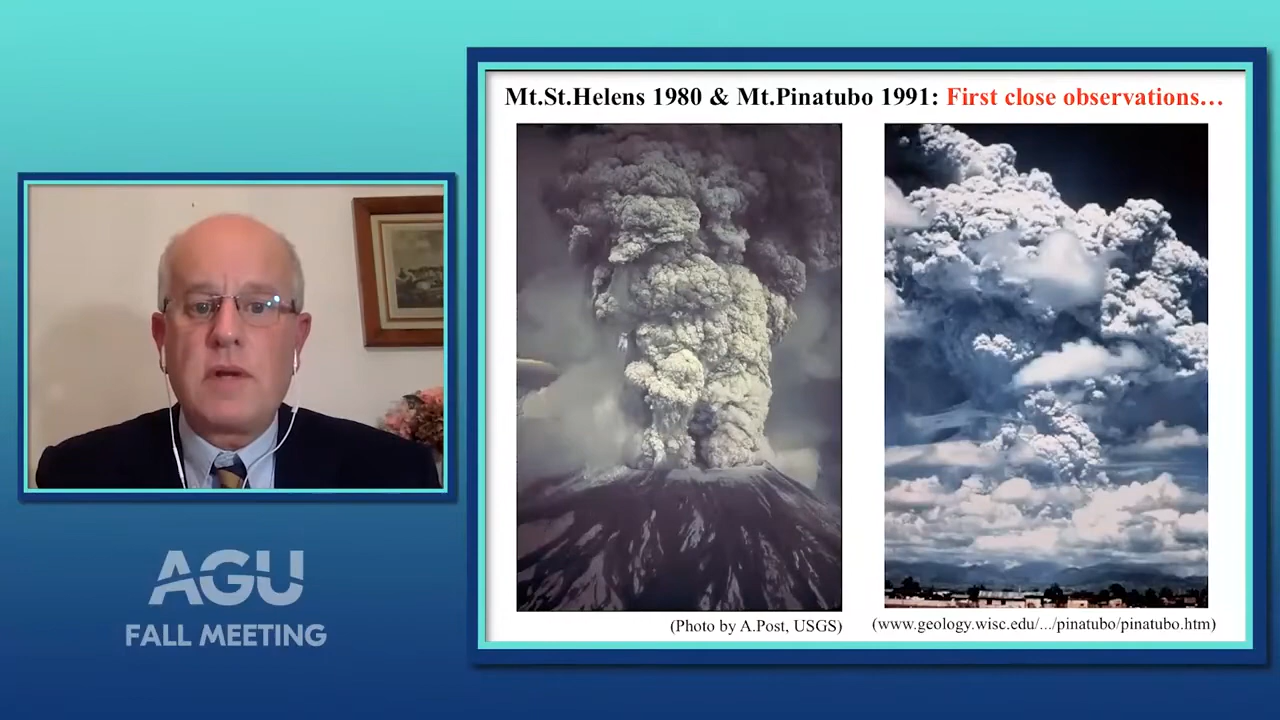 Mt.St.Helens 1980 & Mt.Pinatubo 1991: First close observations…
(Photo by A.Post, USGS)
(www.geology.wisc.edu/.../pinatubo/pinatubo.htm)
AGU
FALL MEETING